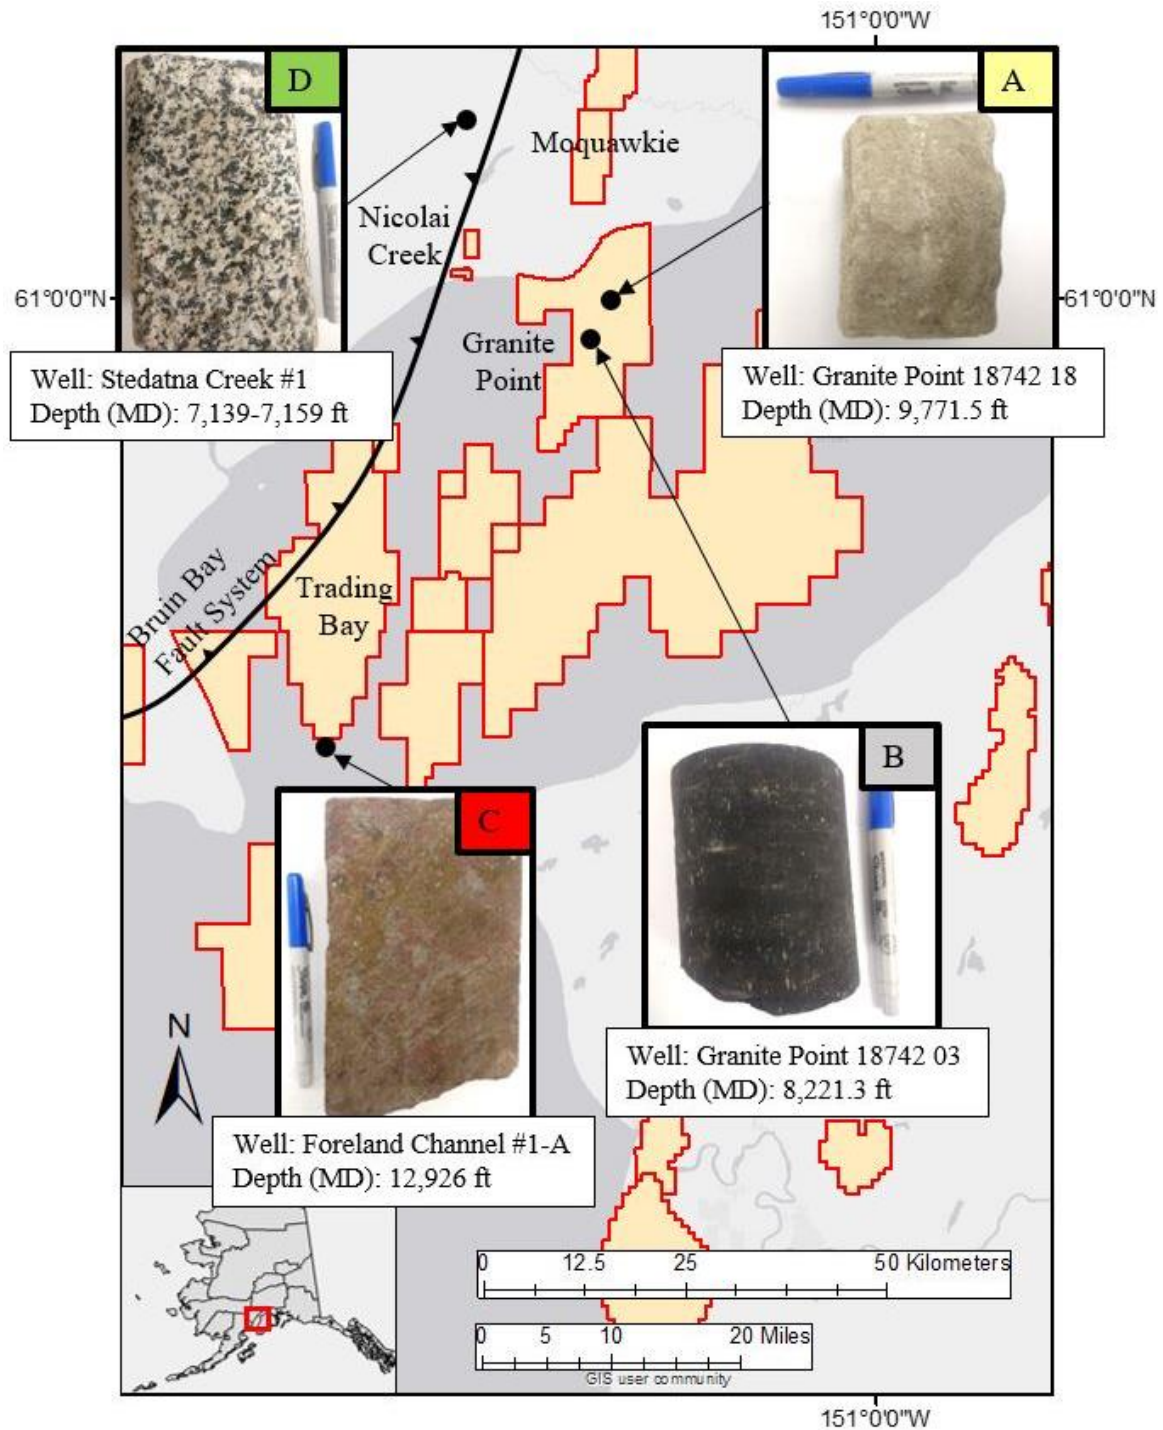 151°0'0"W
D
A
Moquawkie
Nicolai
Creek
61°0'0"N
61°0'0"N
Granite
Point
Well: Stedatna Creek #1
Depth (MD): 7,139-7,159 ft
Well: Granite Point 18742 18
Depth (MD): 9,771.5 ft
Bruin Bay
Fault System
Trading
Bay
B
C
Well: Granite Point 18742 03
Depth (MD): 8,221.3 ft
N
Well: Foreland Channel #1-A
Depth (MD): 12,926 ft
0 12.5 25 50 Kilometers
0 5 10 20 Miles
GIS user community
151°0'0"W